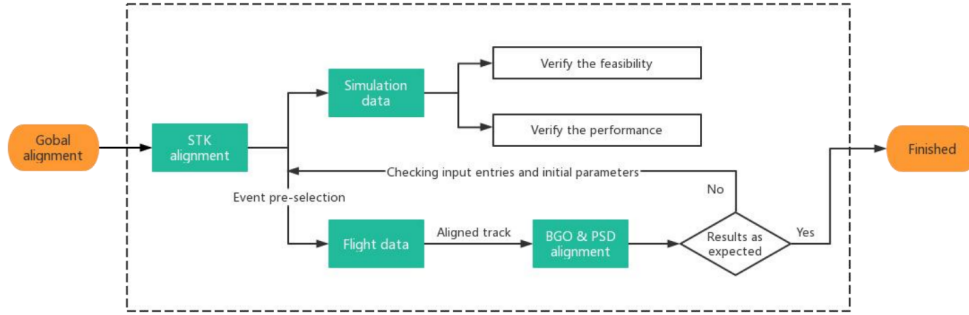 Gobal
alignment
STK
alignment
Simulation
data
Verify the feasibility
Verify the performance
Checking input entries and initial parameters
Event pre-selection
Flight data
Aligned track
BGO & PSD
alignment
Results as
expected
No
Yes
Finished